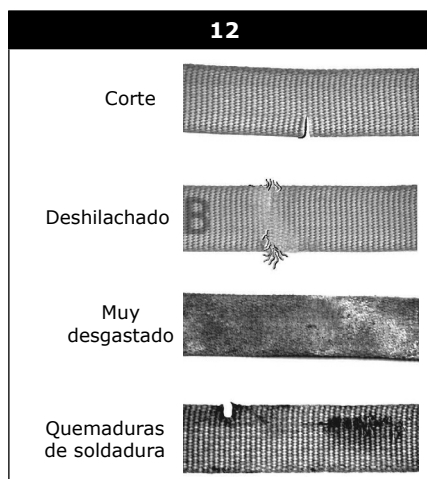 12
Corte
B
Deshilachado
Muy
desgastado
Quemaduras
de soldadura